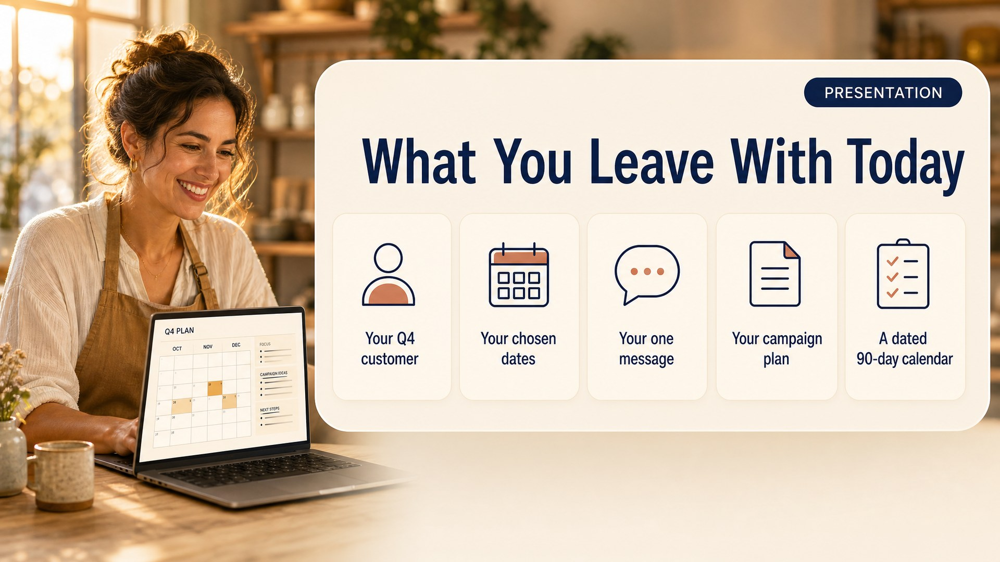 PRESENTATION
What You Leave With Today
Your Q4
customer
Your chosen
dates
Your one
message
Your campaign
plan
A dated
90-day calendar
Q4 PLAN
OCT NOV DEC
FOCUS
CAMPAIGN IDEAS
NEXT STEPS